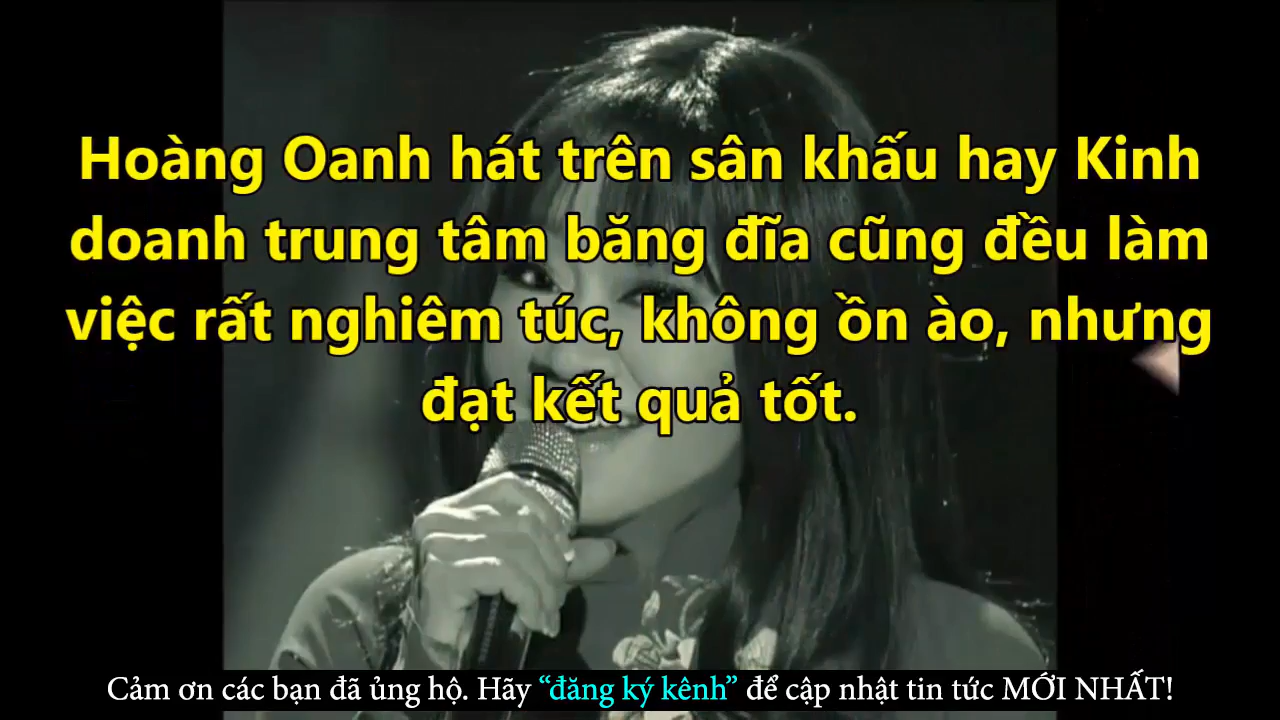 Hoàng Oanh hát trên sân khấu hay Kinh
doanh trung tâm băng đĩa cũng đều làm
việc rất nghiêm túc, không ồn ào, nhưng
đạt kết quả tốt.
Cảm ơn các bạn đã ủng hộ. Hãy “đăng ký kênh” để cập nhật tin tức MỚI NHẤT!